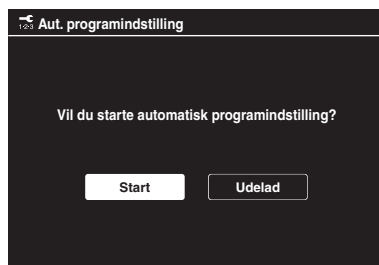 Aut. programindstilling
Vil du starte automatisk programindstilling?
Start
Udelad